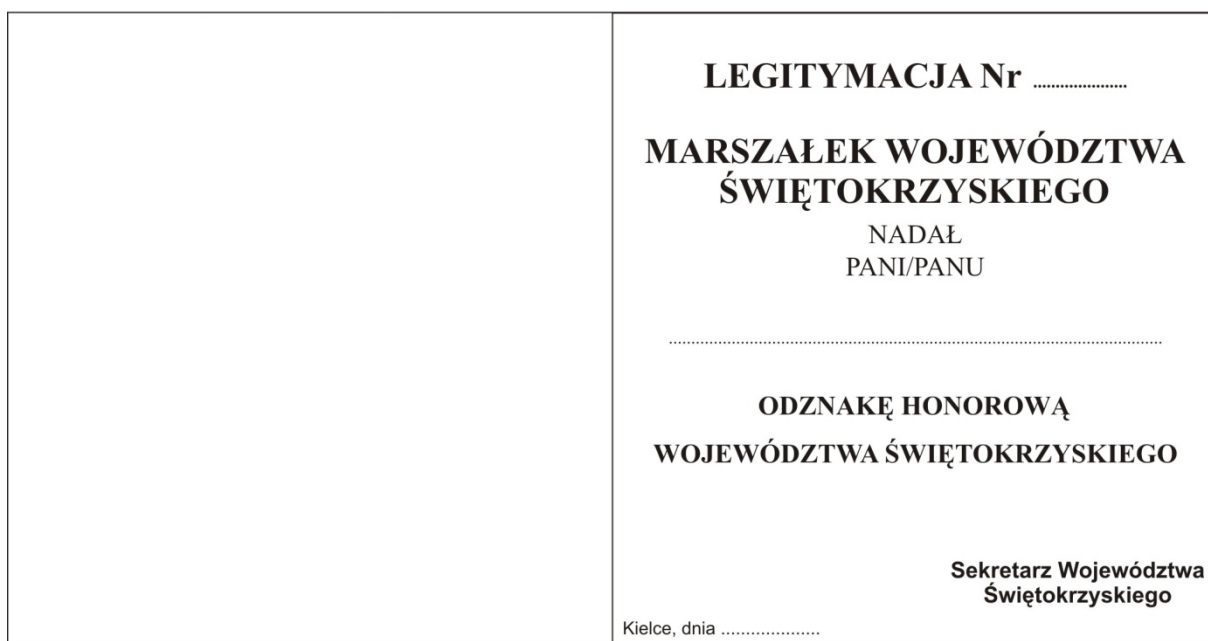 LEGITYMACJA Nr .....................
MARSZAŁEK WOJEWÓDZTWA
ŚWIĘTOKRZYSKIEGO
NADAŁ
PANI/PANU
...............................................................................................................
ODZNAKĘ HONOROWĄ
WOJEWÓDZTWA ŚWIĘTOKRZYSKIEGO
Sekretarz Województwa
Świętokrzyskiego
Kielce, dnia ....................